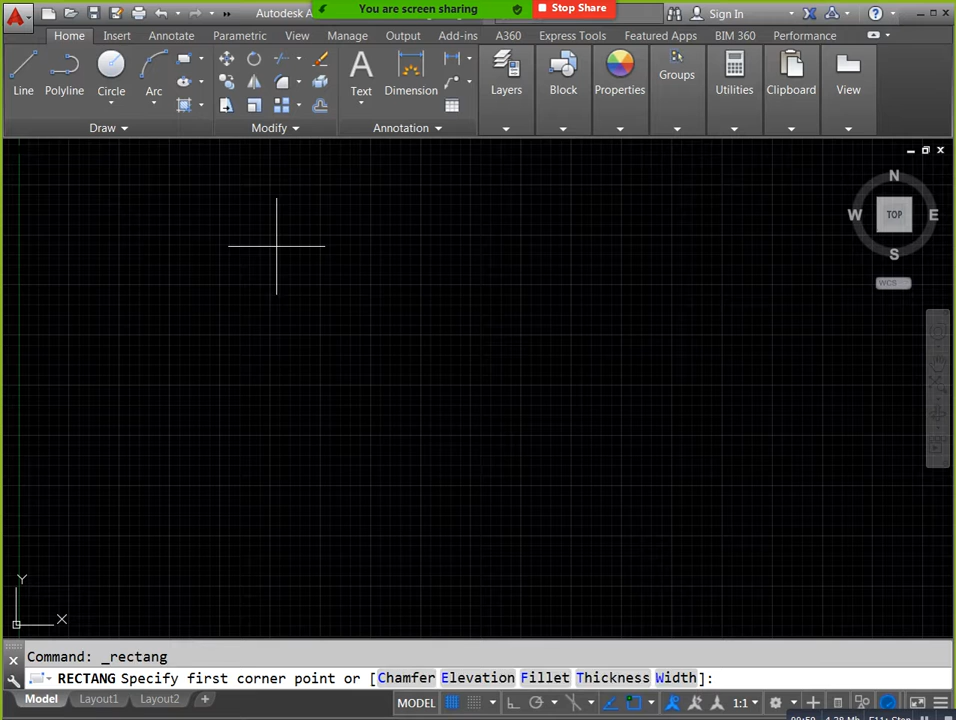 Autodesk A
You are screen sharing
Stop Share
Sign In
Home Insert Annotate Parametric View Manage Output Add-ins A360 Express Tools Featured Apps BIM 360 Performance
Line Polyline Circle Arc Text Dimension Layers Block Properties Groups Utilities Clipboard View
Draw Modify Annotation
N
W TOP E
S
WCS
Y
X
Command: _rectang
RECTANG Specify first corner point or [Chamfer Elevation Fillet Thickness Width]:
Model Layout1 Layout2 + MODEL 1:1